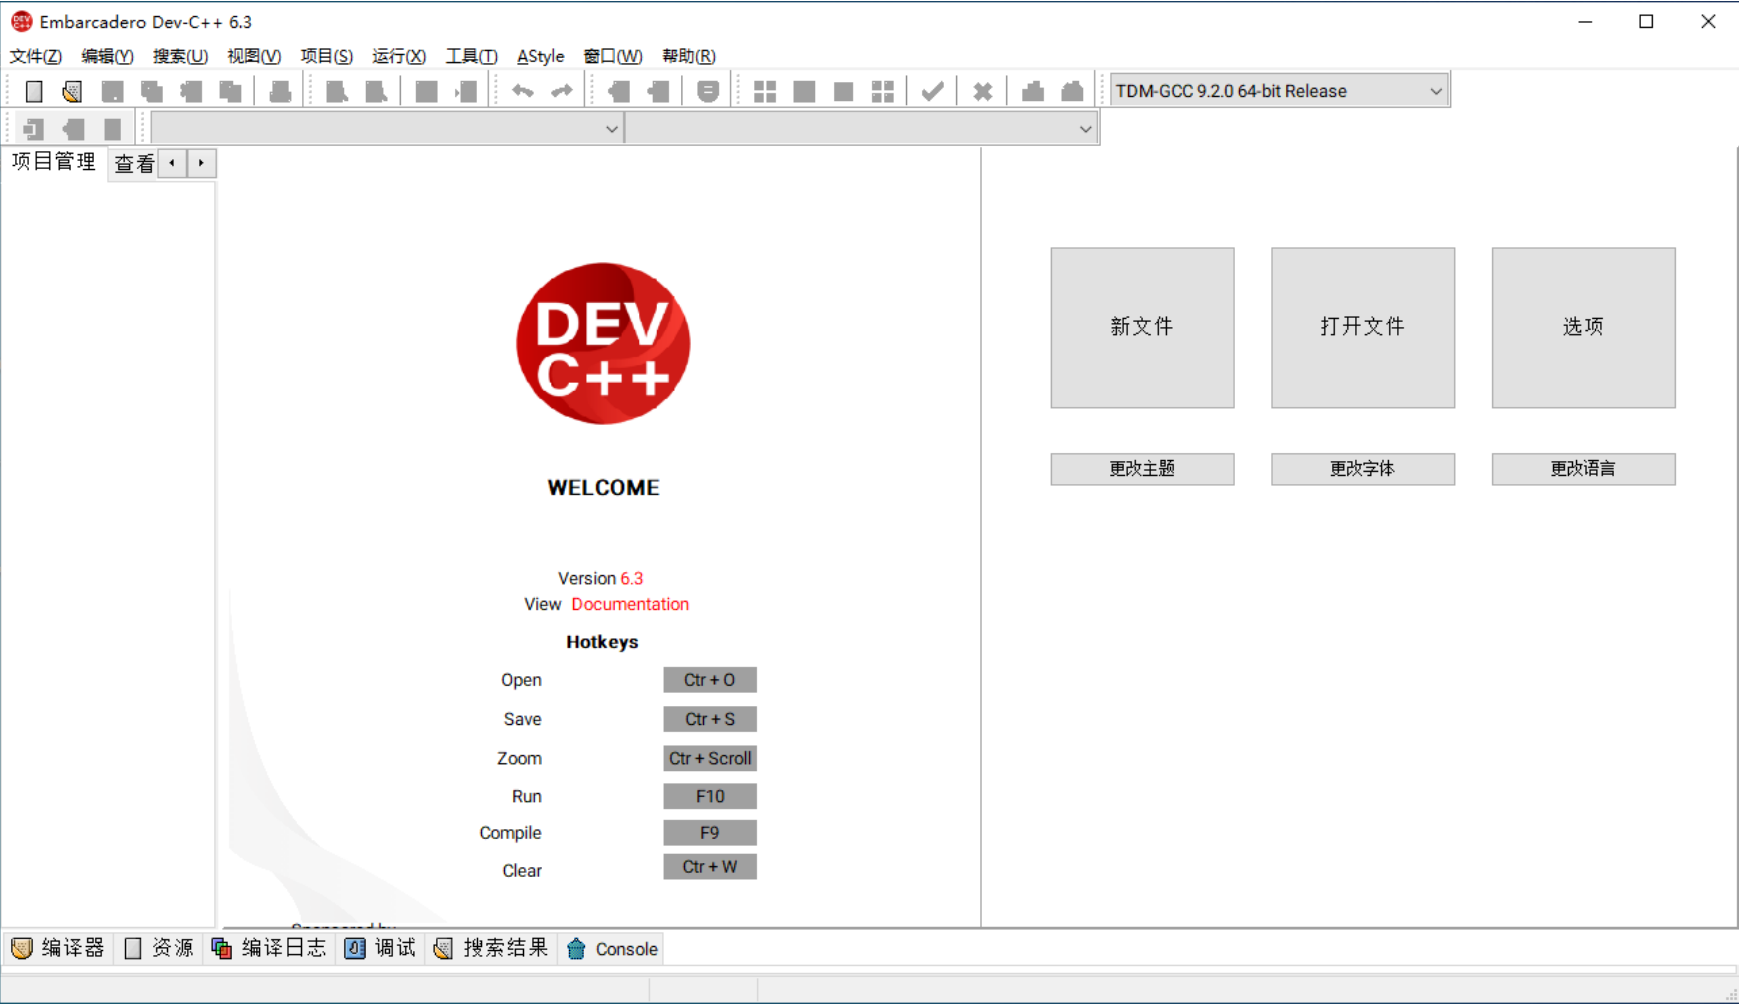 Embarcadero Dev-C++ 6.3
文件(Z) 编辑(Y) 搜索(U) 视图(V) 项目(S) 运行(X) 工具(T) AStyle 窗口(W) 帮助(R)
TDM-GCC 9.2.0 64-bit Release
项目管理 查看
DEV
C++
新文件 打开文件 选项
WELCOME
更改主题 更改字体 更改语言
Version 6.3
View Documentation
Hotkeys
Open Ctr + O
Save Ctr + S
Zoom Ctr + Scroll
Run F10
Compile F9
Clear Ctr + W
编译器 资源 编译日志 调试 搜索结果 Console